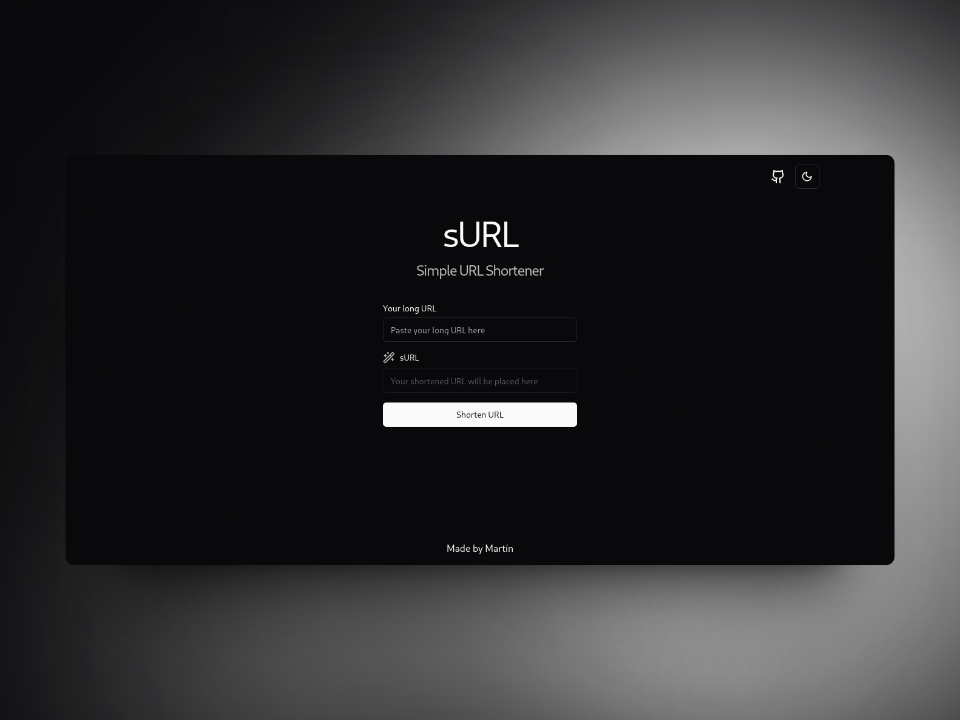 sURL
Simple URL Shortener
Your long URL
Paste your long URL here
sURL
Your shortened URL will be placed here
Shorten URL
Made by Martín